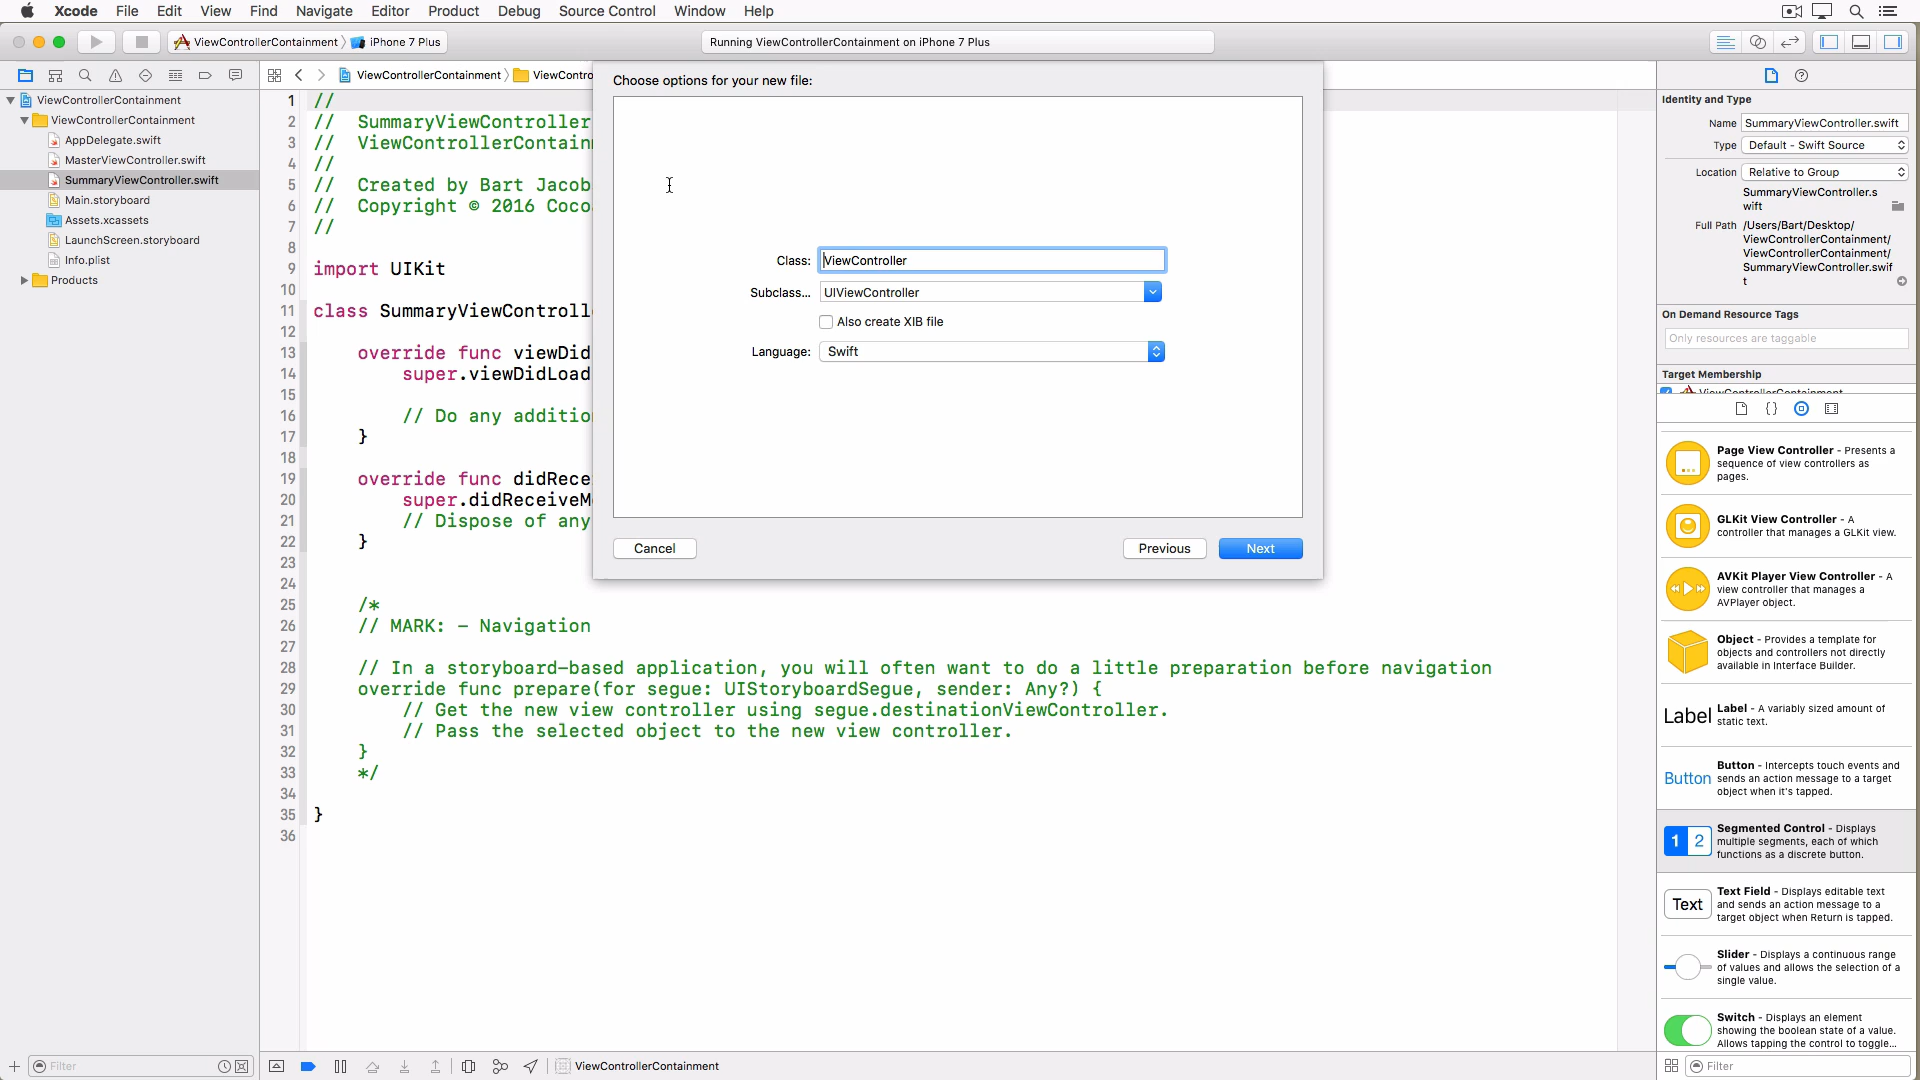 Xcode File Edit View Find Navigate Editor Product Debug Source Control Window Help
ViewControllerContainment iPhone 7 Plus
Running ViewControllerContainment on iPhone 7 Plus
ViewControllerContainment ViewContro
ViewControllerContainment
ViewControllerContainment
AppDelegate.swift
MasterViewController.swift
SummaryViewController.swift
Main.storyboard
Assets.xcassets
LaunchScreen.storyboard
Info.plist
Products
Filter
1 //
2 // SummaryViewController
3 // ViewControllerContain
4 //
5 // Created by Bart Jacob
6 // Copyright © 2016 Coco
7 //
8
9 import UIKit
10
11 class SummaryViewControll
12
13 override func viewDid
14 super.viewDidLoad
15
16 // Do any additio
17 }
18
19 override func didRece
20 super.didReceiveM
21 // Dispose of any
22 }
23
24
25 /*
26 // MARK: - Navigation
27
28 // In a storyboard-based application, you will often want to do a little preparation before navigation
29 override func prepare(for segue: UIStoryboardSegue, sender: Any?) {
30 // Get the new view controller using segue.destinationViewController.
31 // Pass the selected object to the new view controller.
32 }
33 */
34
35 }
36
Choose options for your new file:
Class: ViewController
Subclass... UIViewController
Also create XIB file
Language: Swift
Cancel Previous Next
ViewControllerContainment
Identity and Type
Name SummaryViewController.swift
Type Default - Swift Source
Location Relative to Group
SummaryViewController.s
wift
Full Path /Users/Bart/Desktop/
ViewControllerContainment/
ViewControllerContainment/
SummaryViewController.swif
t
On Demand Resource Tags
Only resources are taggable
Target Membership
ViewControllerContainment
{}
Page View Controller - Presents a
sequence of view controllers as
pages.
GLKit View Controller - A
controller that manages a GLKit view.
AVKit Player View Controller - A
view controller that manages a
AVPlayer object.
Object - Provides a template for
objects and controllers not directly
available in Interface Builder.
Label Label - A variably sized amount of
static text.
Button Button - Intercepts touch events and
sends an action message to a target
object when it's tapped.
1 2 Segmented Control - Displays
multiple segments, each of which
functions as a discrete button.
Text Text Field - Displays editable text
and sends an action message to a
target object when Return is tapped.
Slider - Displays a continuous range
of values and allows the selection of a
single value.
Switch - Displays an element
showing the boolean state of a value.
Allows tapping the control to toggle...
Filter